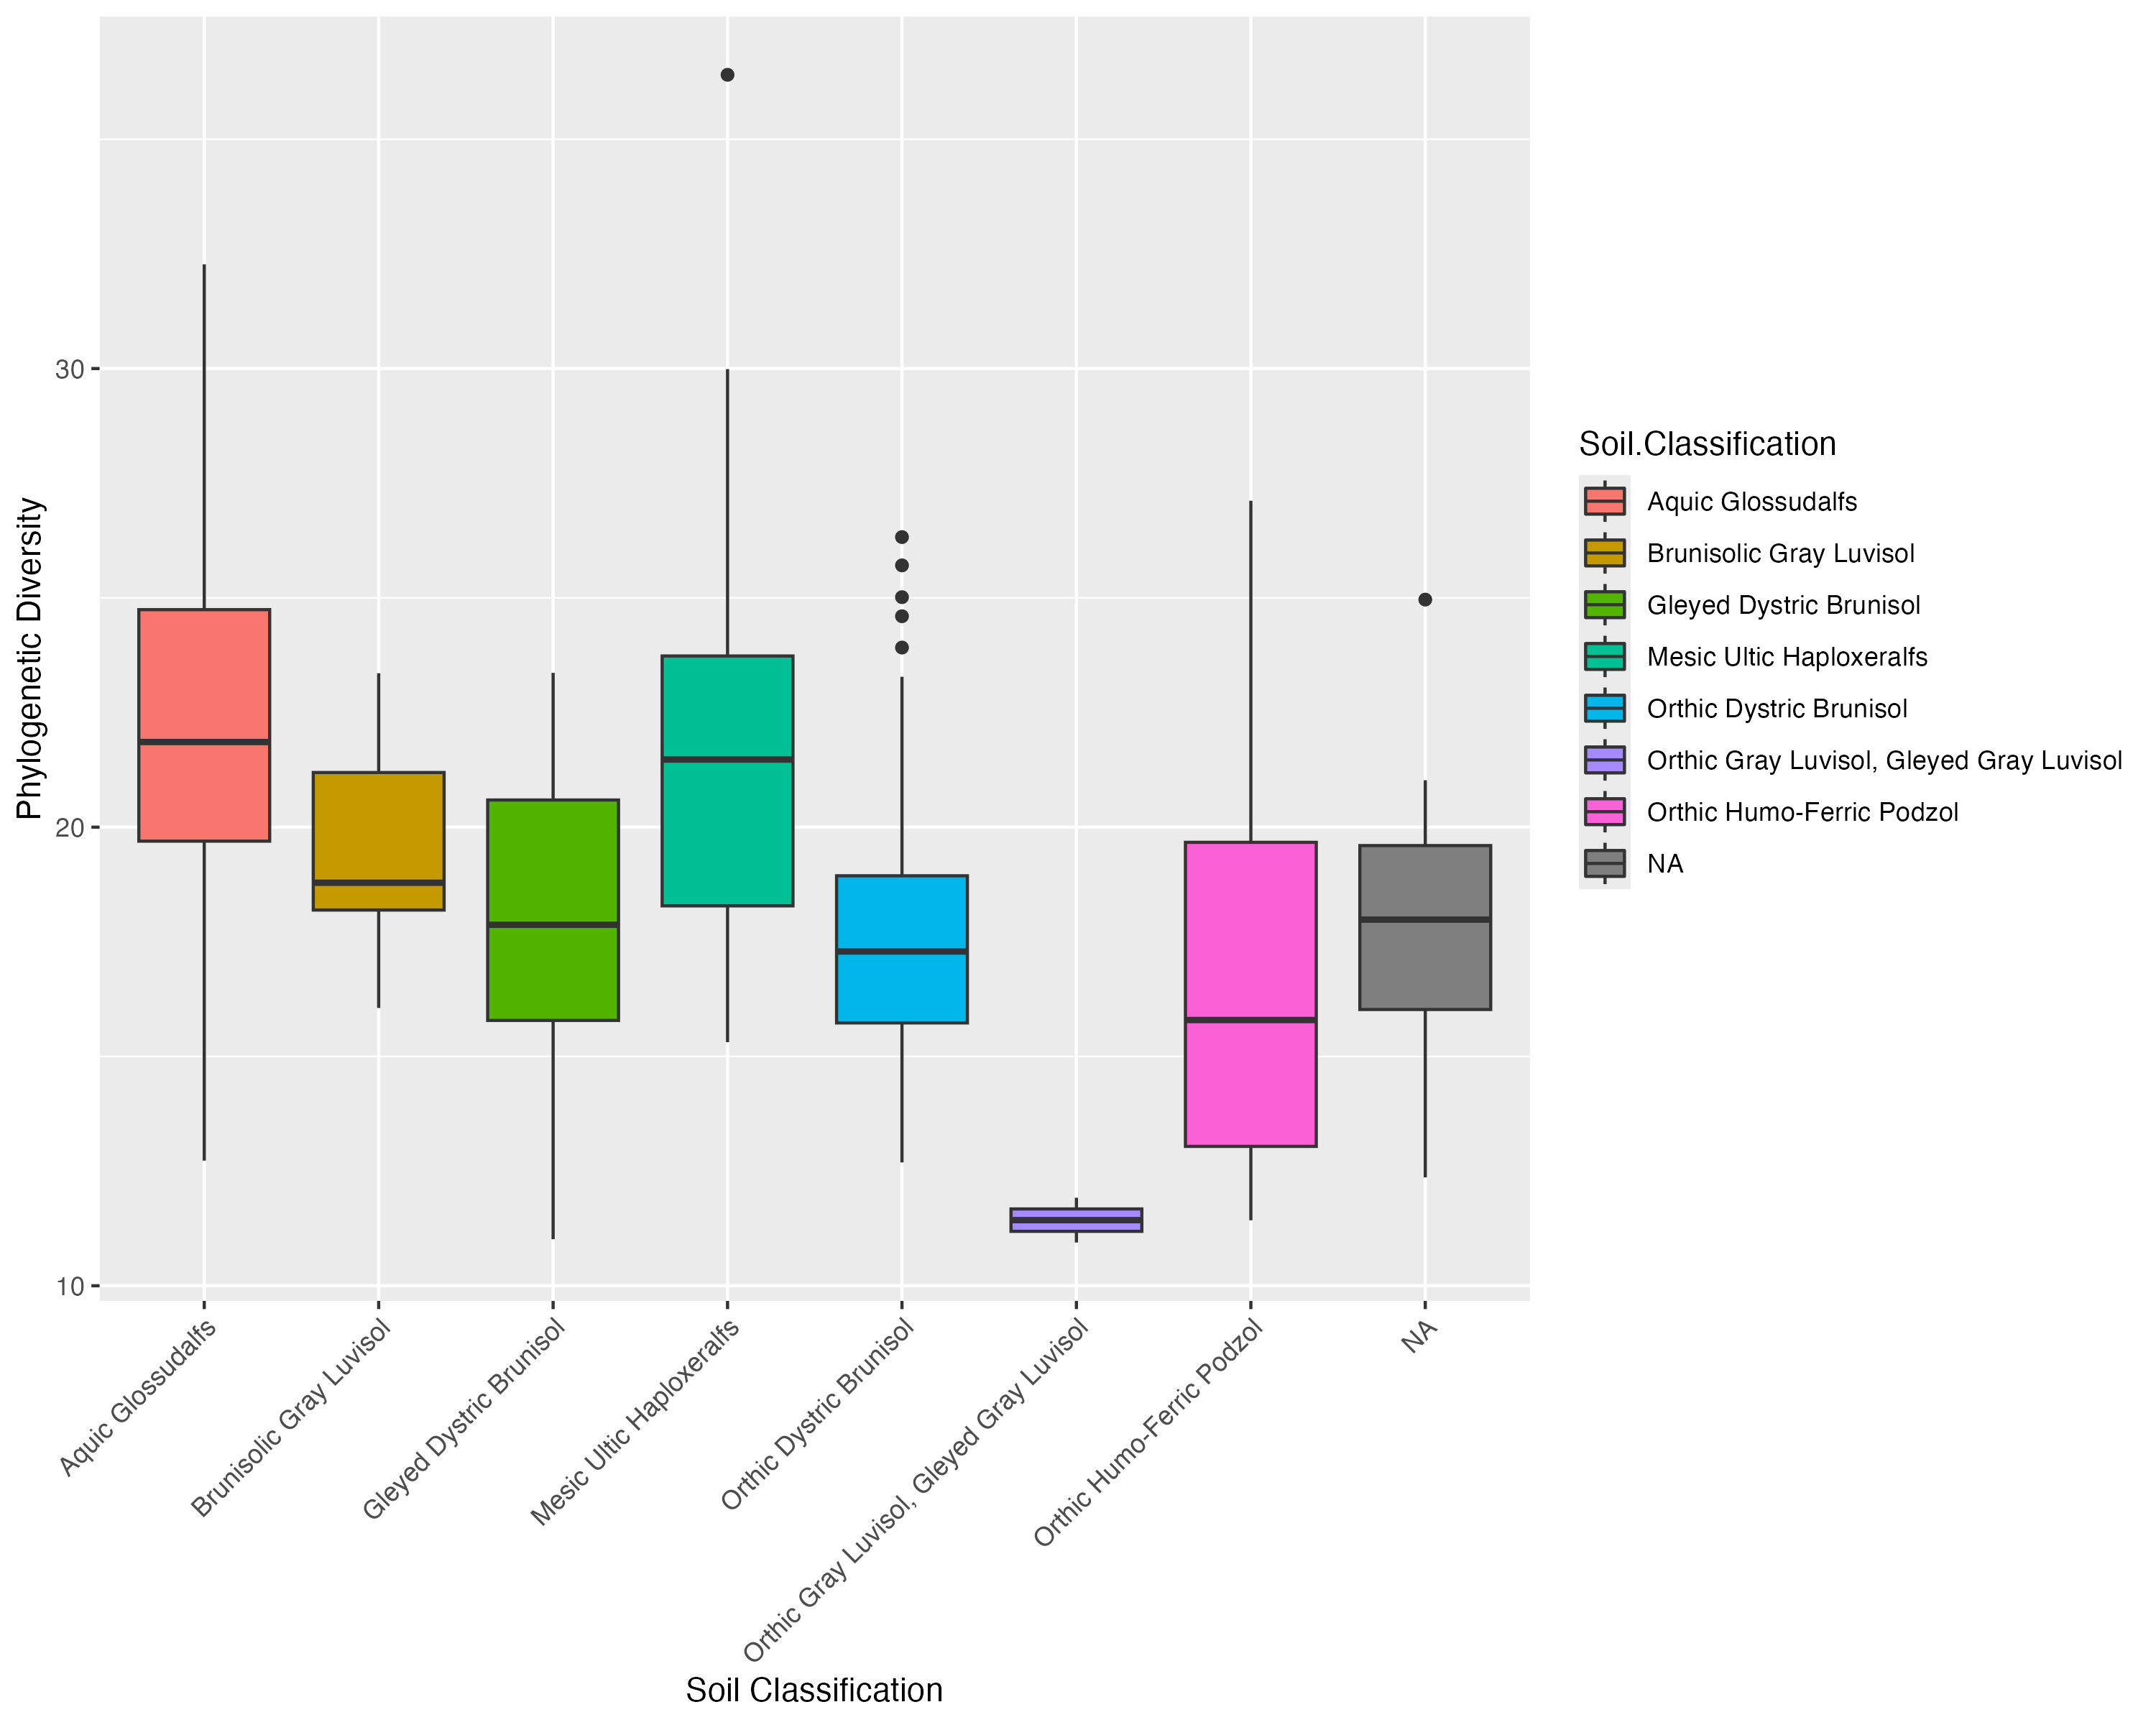 Phylogenetic Diversity
30
20
10
Aquic Glossudalfs
Brunisolic Gray Luvisol
Gleyed Dystric Brunisol
Mesic Ultic Haploxeralfs
Orthic Dystric Brunisol
Orthic Gray Luvisol, Gleyed Gray Luvisol
Orthic Humo-Ferric Podzol
NA
Soil Classification
Soil.Classification
Aquic Glossudalfs
Brunisolic Gray Luvisol
Gleyed Dystric Brunisol
Mesic Ultic Haploxeralfs
Orthic Dystric Brunisol
Orthic Gray Luvisol, Gleyed Gray Luvisol
Orthic Humo-Ferric Podzol
NA